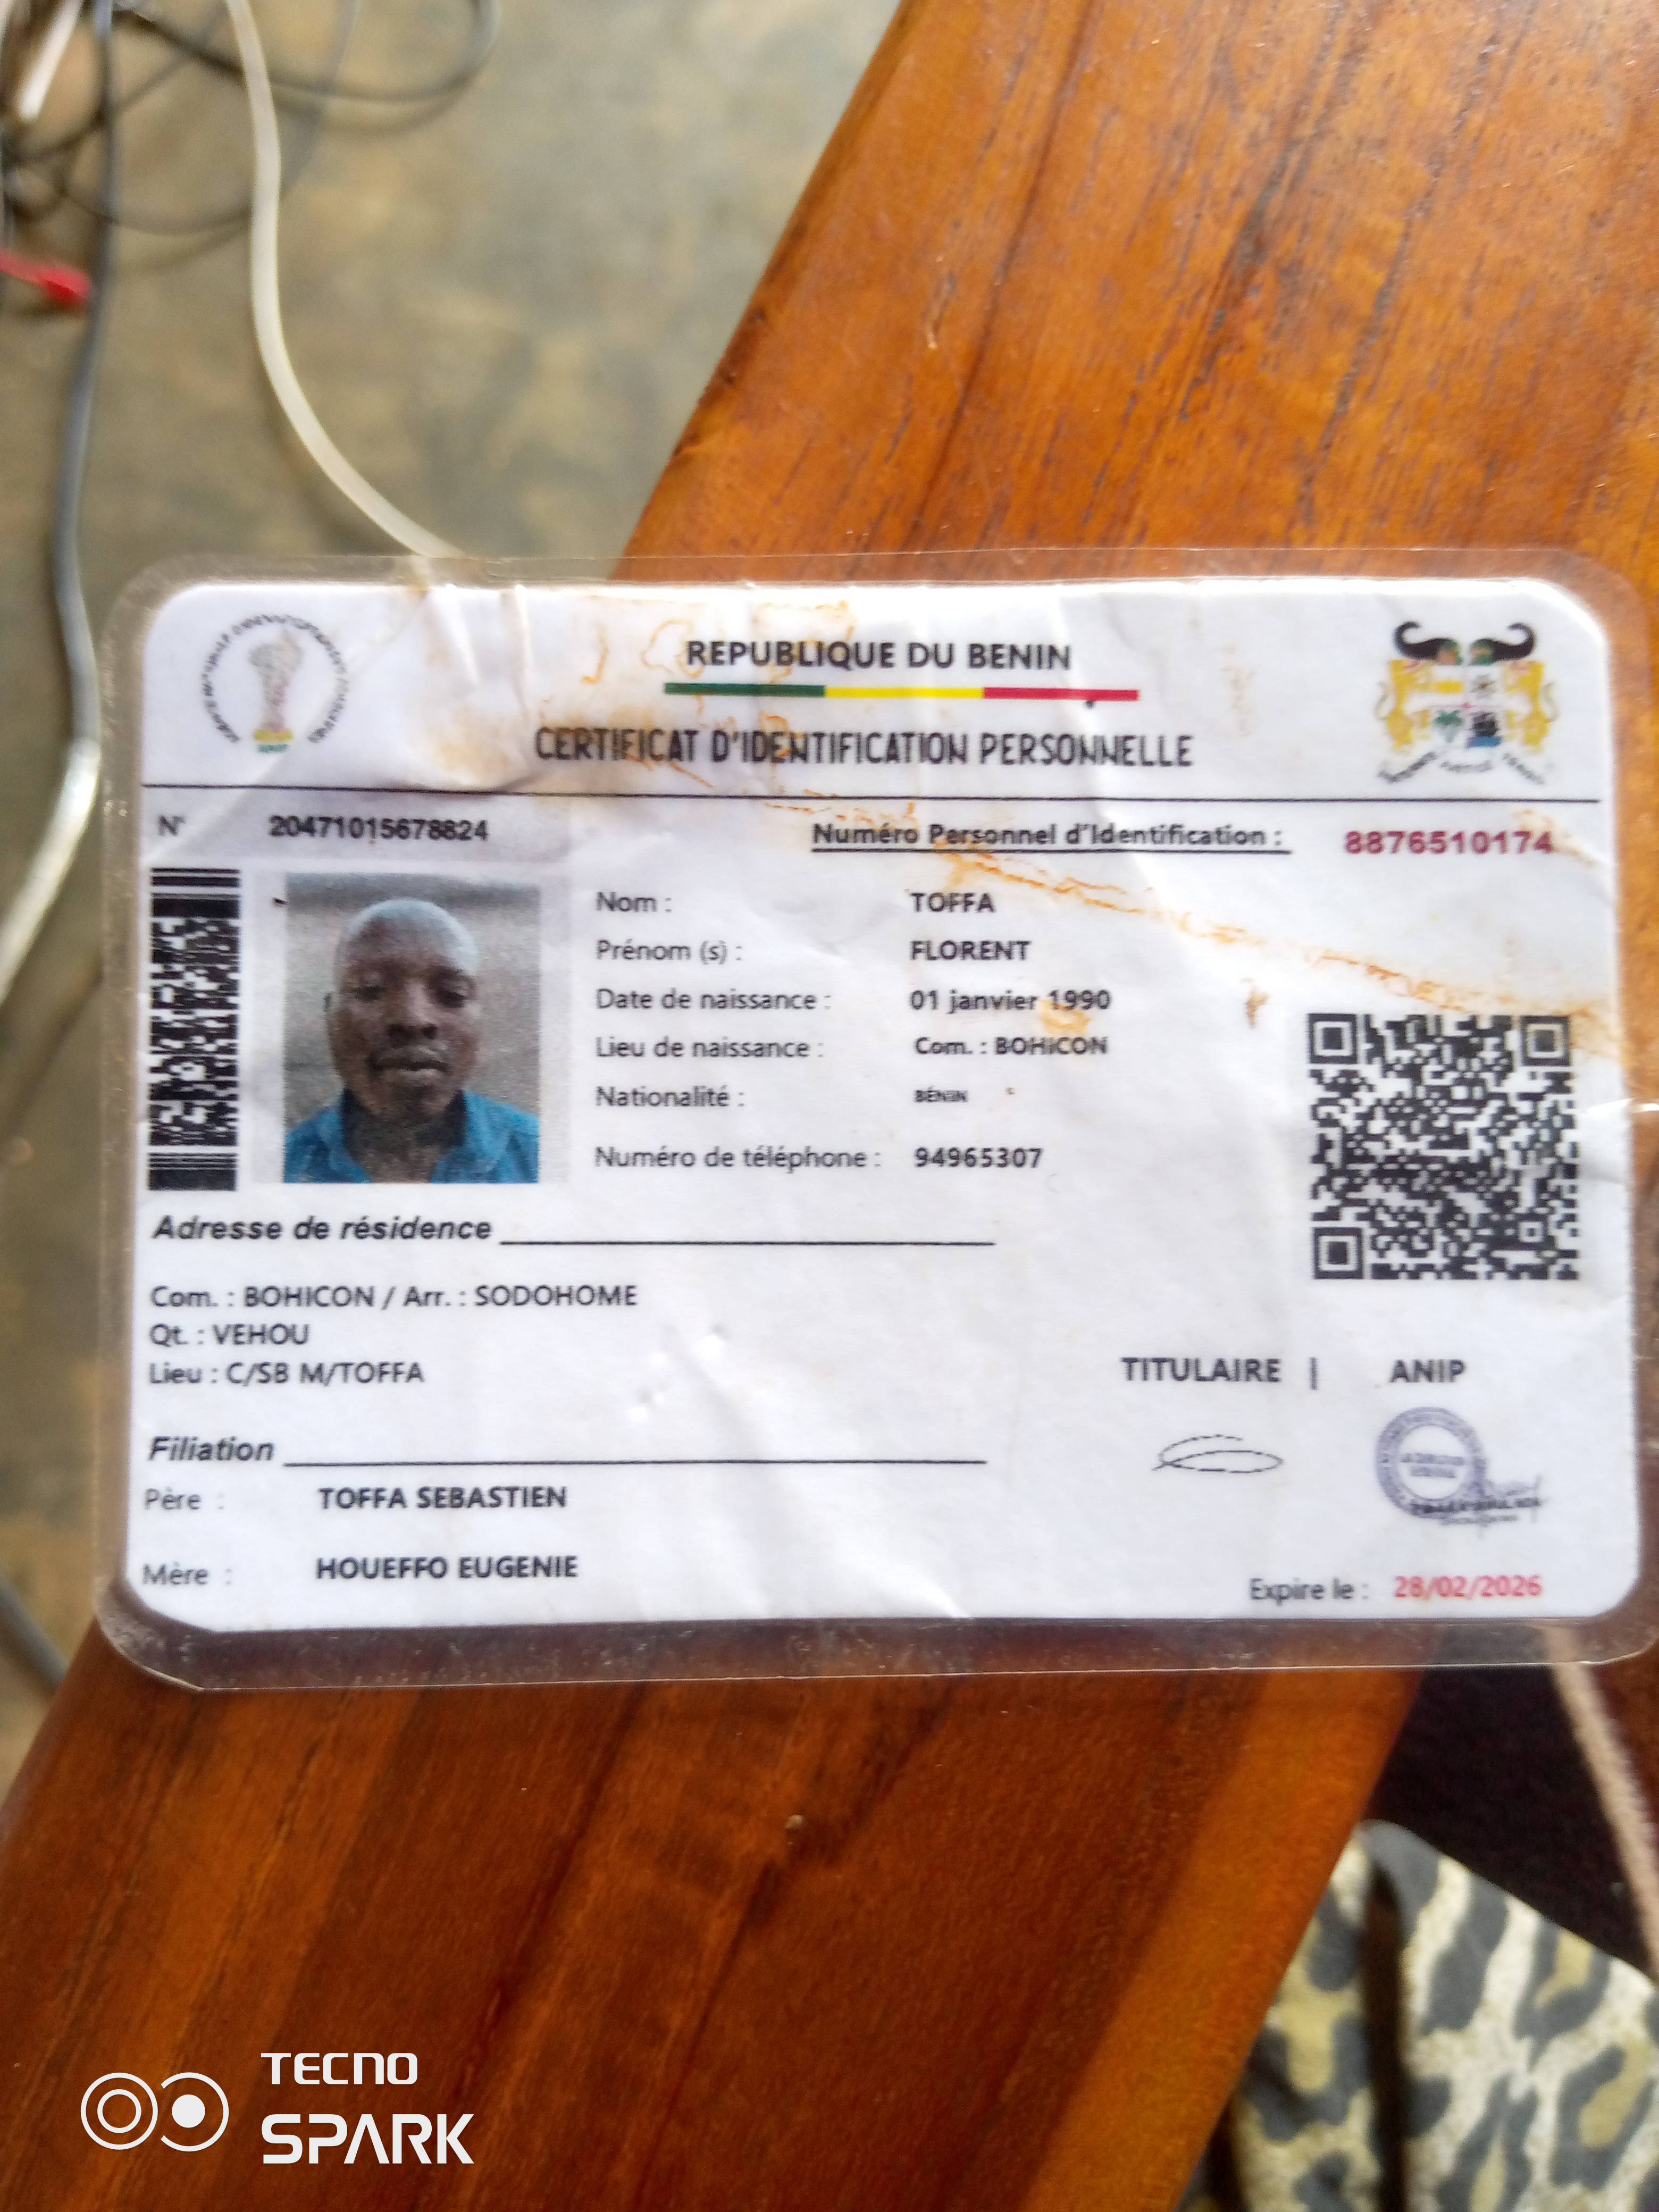 REPUBLIQUE DU BENIN
CERTIFICAT D'IDENTIFICATION PERSONNELLE
N° 20471015678824 Numéro Personnel d'Identification : 8876510174
Nom : TOFFA
Prénom (s) : FLORENT
Date de naissance : 01 janvier 1990
Lieu de naissance : Com. : BOHICON
Nationalité : BENIN
Numéro de téléphone : 94965307
Adresse de résidence
Com. : BOHICON / Arr. : SODOHOME
Qt. : VEHOU
Lieu : C/SB M/TOFFA
TITULAIRE | ANIP
Filiation
Père : TOFFA SEBASTIEN
Mère : HOUEFFO EUGENIE
Expire le : 28/02/2026
TECNO
SPARK